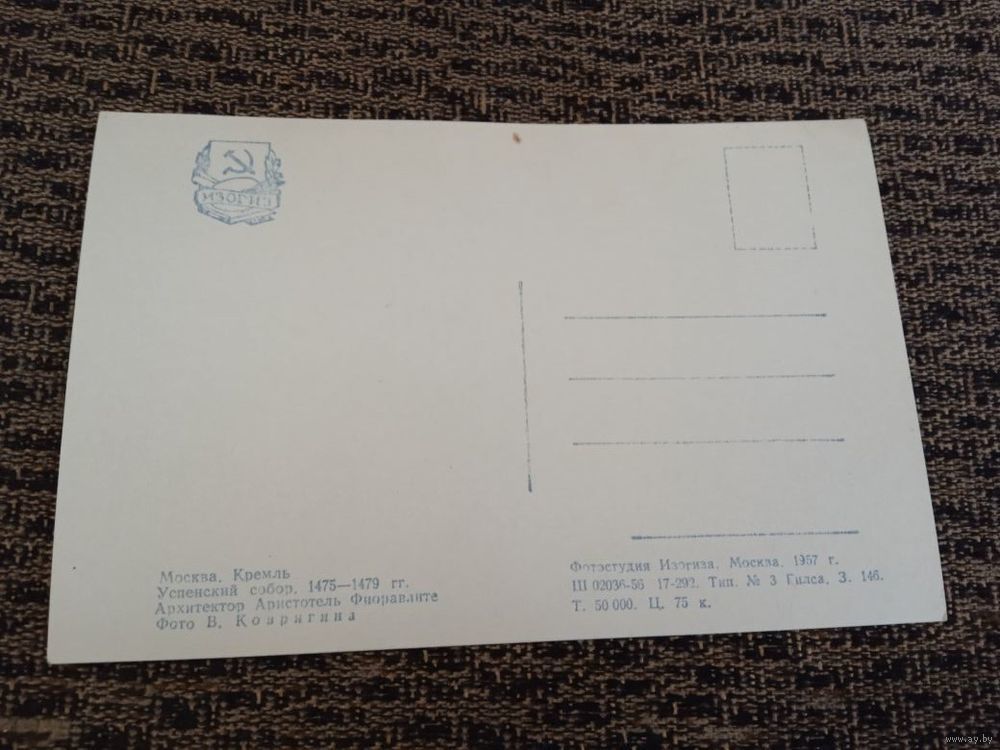 ИЗОГИЗ
Москва, Кремль
Успенский собор, 1475—1479 гг.
Архитектор Аристотель Фиоравлите
Фото В. Ковригина
Фотостудия Изогиза, Москва, 1957 г.
Ш 02036-56 17-292. Тип. № 3 Гилса, З. 146.
Т. 50 000. Ц. 75 к.
www.ay.by